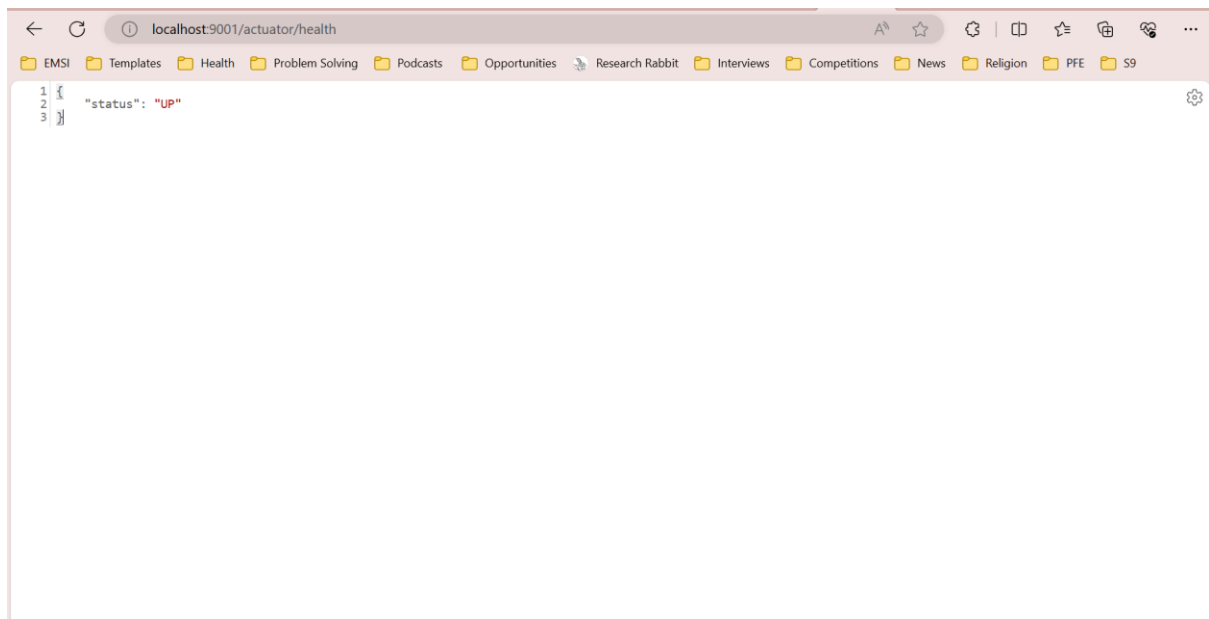 localhost:9001/actuator/health
EMSI Templates Health Problem Solving Podcasts Opportunities Research Rabbit Interviews Competitions News Religion PFE S9
1 {
2 "status": "UP"
3 }